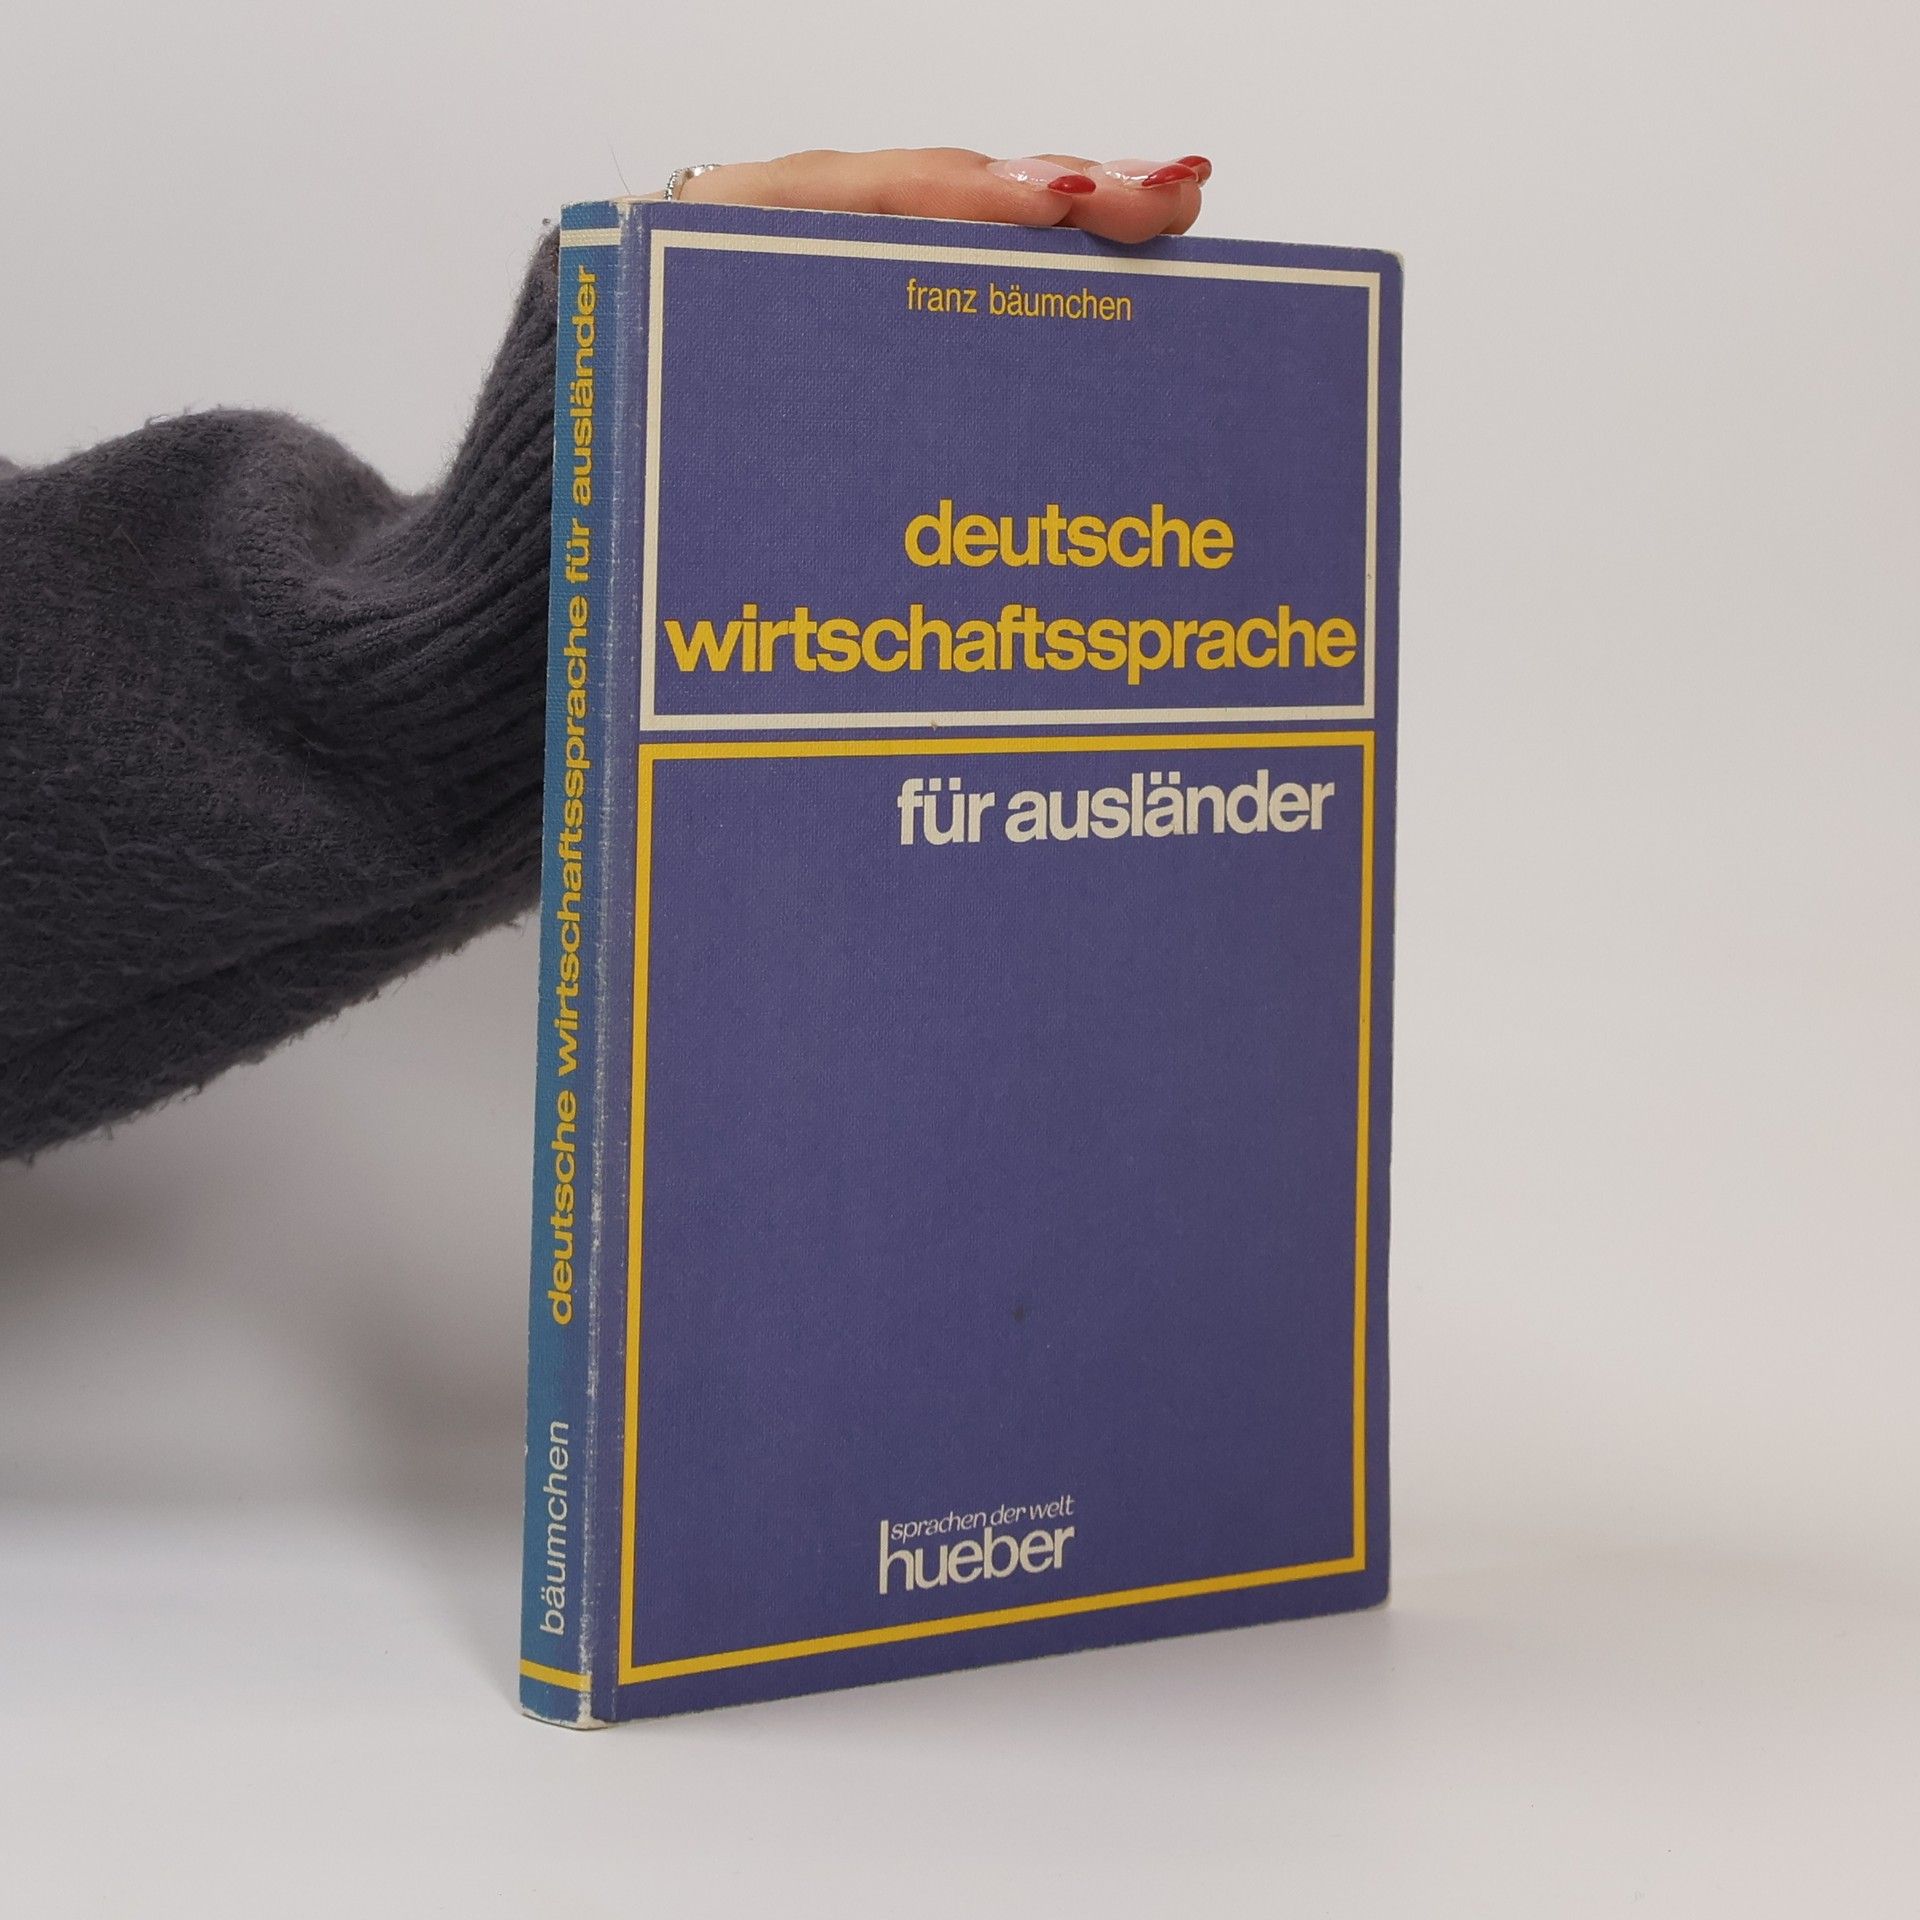 franz bäumchen
deutsche
wirtschaftssprache
für ausländer
sprachen der welt
hueber
bäumchen deutsche wirtschaftssprache für ausländer